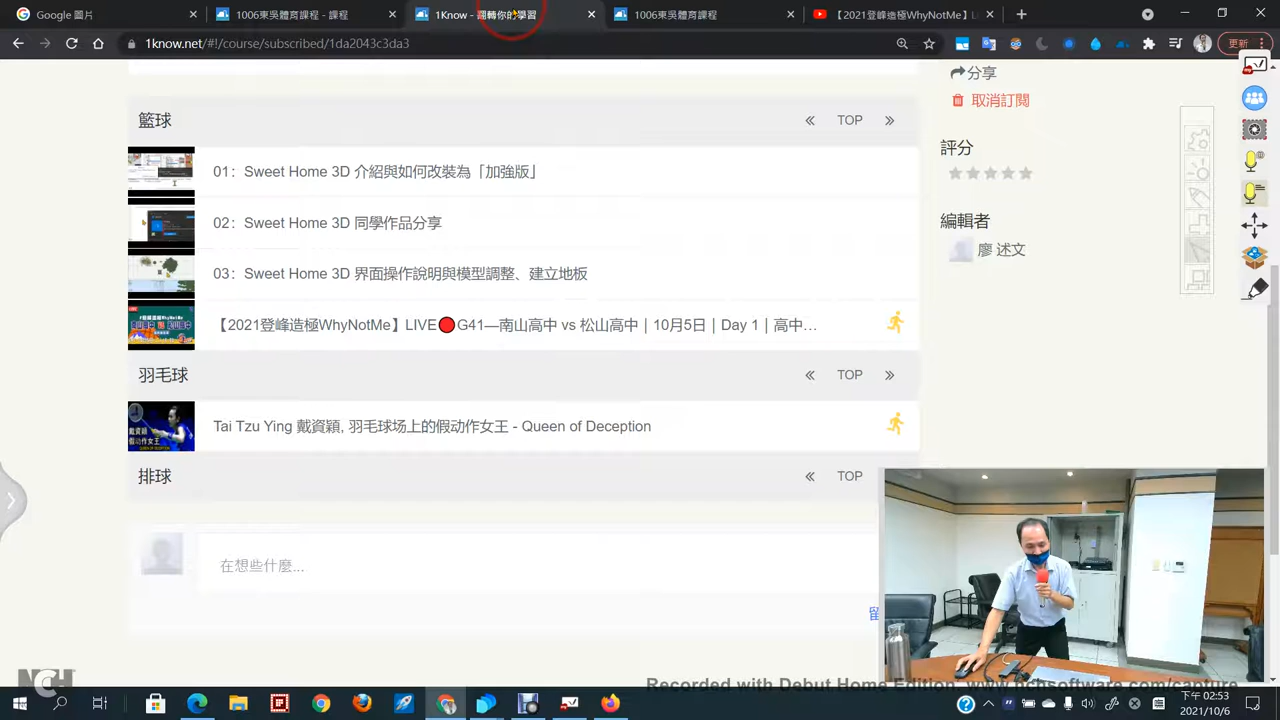 Google 圖片
1006東吳體育課程 - 課程
1Know - 翻轉你的學習
1006東吳體育課程
【2021登峰造極WhyNotMe】L
1know.net/#!/course/subscribed/1da2043c3da3
更新
分享
取消訂閱
籃球
TOP
01：Sweet Home 3D 介紹與如何改裝為「加強版」
02：Sweet Home 3D 同學作品分享
03：Sweet Home 3D 界面操作說明與模型調整、建立地板
【2021登峰造極WhyNotMe】LIVE🔴G41—南山高中 vs 松山高中｜10月5日｜Day 1｜高中…
評分
編輯者
廖 述文
羽毛球
TOP
Tai Tzu Ying 戴資穎, 羽毛球场上的假动作女王 - Queen of Deception
排球
TOP
在想些什麼...
留
NCH
Recorded with Debut Home Edition. www.nchsoftware.com/capture
下午 02:53
2021/10/6